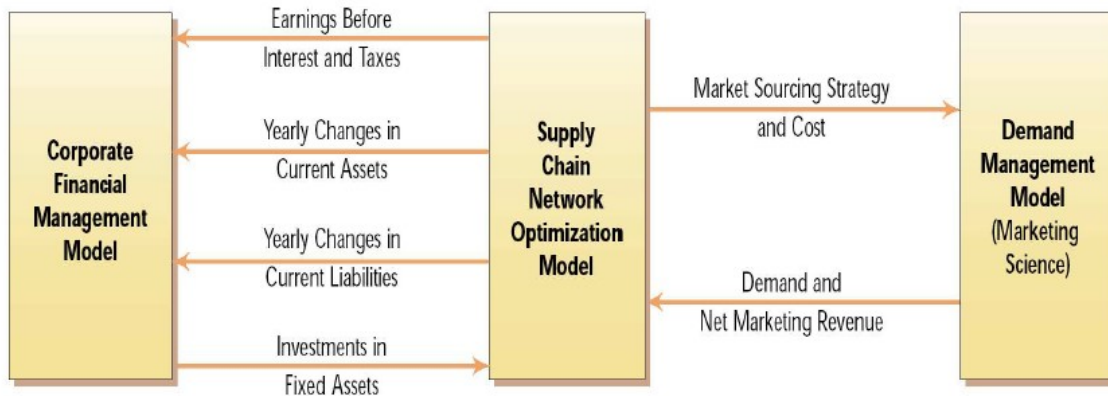 Corporate
Financial
Management
Model
Earnings Before
Interest and Taxes
Yearly Changes in
Current Assets
Yearly Changes in
Current Liabilities
Investments in
Fixed Assets
Supply
Chain
Network
Optimization
Model
Market Sourcing Strategy
and Cost
Demand and
Net Marketing Revenue
Demand
Management
Model
(Marketing
Science)